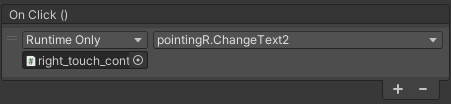 On Click ()
Runtime Only pointingR.ChangeText2
right_touch_cont
+ −